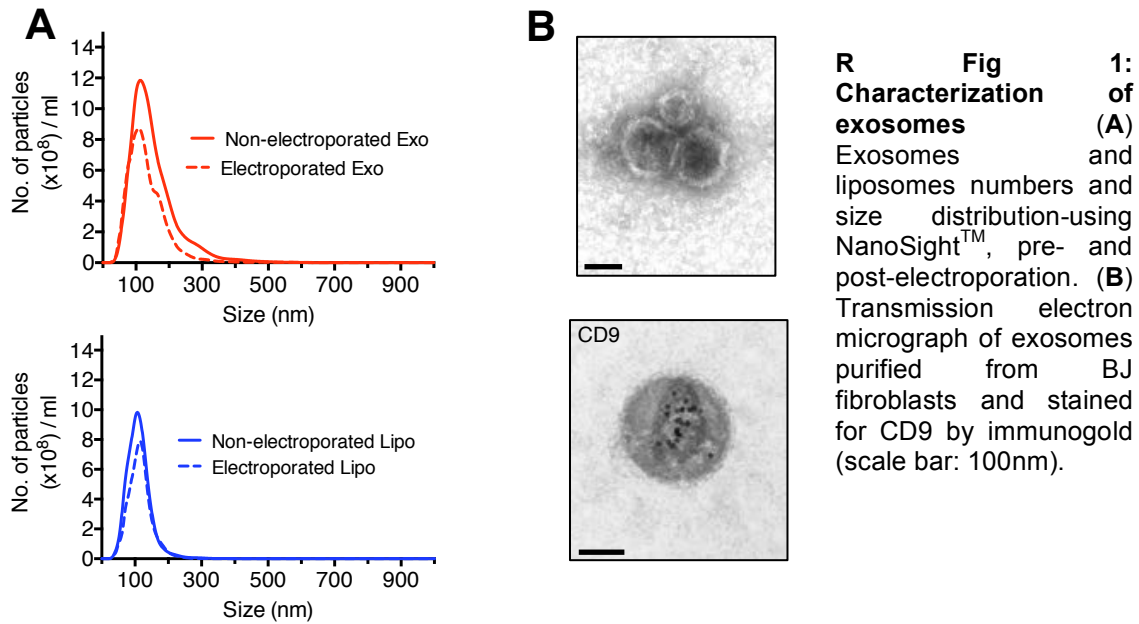 A
14
12
10
8
6
4
2
0
No. of particles
(x10⁸) / ml
Non-electroporated Exo
Electroporated Exo
100 300 500 700 900
Size (nm)
14
12
10
8
6
4
2
0
No. of particles
(x10⁸) / ml
Non-electroporated Lipo
Electroporated Lipo
100 300 500 700 900
Size (nm)
B
CD9
R Fig 1:
Characterization of
exosomes (A)
Exosomes and
liposomes numbers and
size distribution-using
NanoSight™, pre- and
post-electroporation. (B)
Transmission electron
micrograph of exosomes
purified from BJ
fibroblasts and stained
for CD9 by immunogold
(scale bar: 100nm).